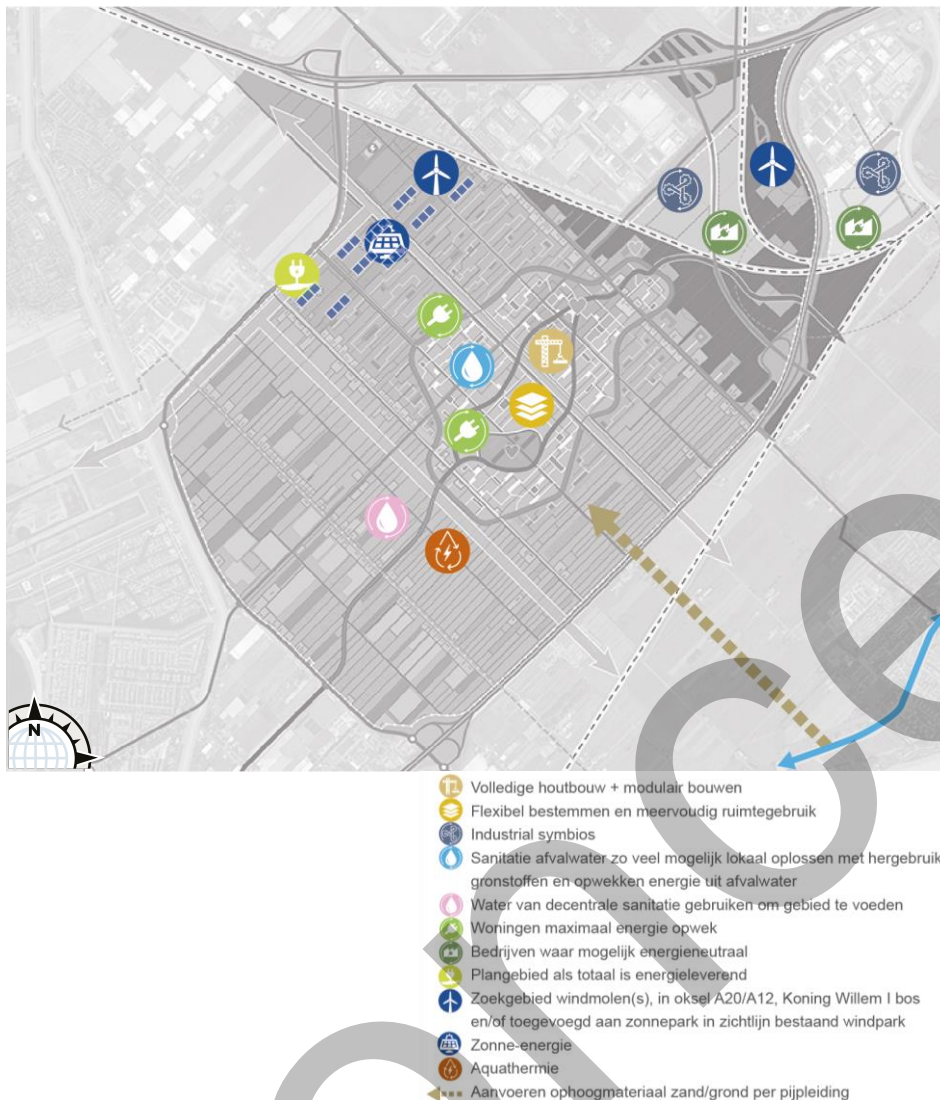 N
Volledige houtbouw + modulair bouwen
Flexibel bestemmen en meervoudig ruimtegebruik
Industrial symbios
Sanitatie afvalwater zo veel mogelijk lokaal oplossen met hergebruik
gronstoffen en opwekken energie uit afvalwater
Water van decentrale sanitatie gebruiken om gebied te voeden
Woningen maximaal energie opwek
Bedrijven waar mogelijk energieneutraal
Plangebied als totaal is energieleverend
Zoekgebied windmolen(s), in oksel A20/A12, Koning Willem I bos
en/of toegevoegd aan zonnepark in zichtlijn bestaand windpark
Zonne-energie
Aquathermie
Aanvoeren ophoogmateriaal zand/grond per pijpleiding